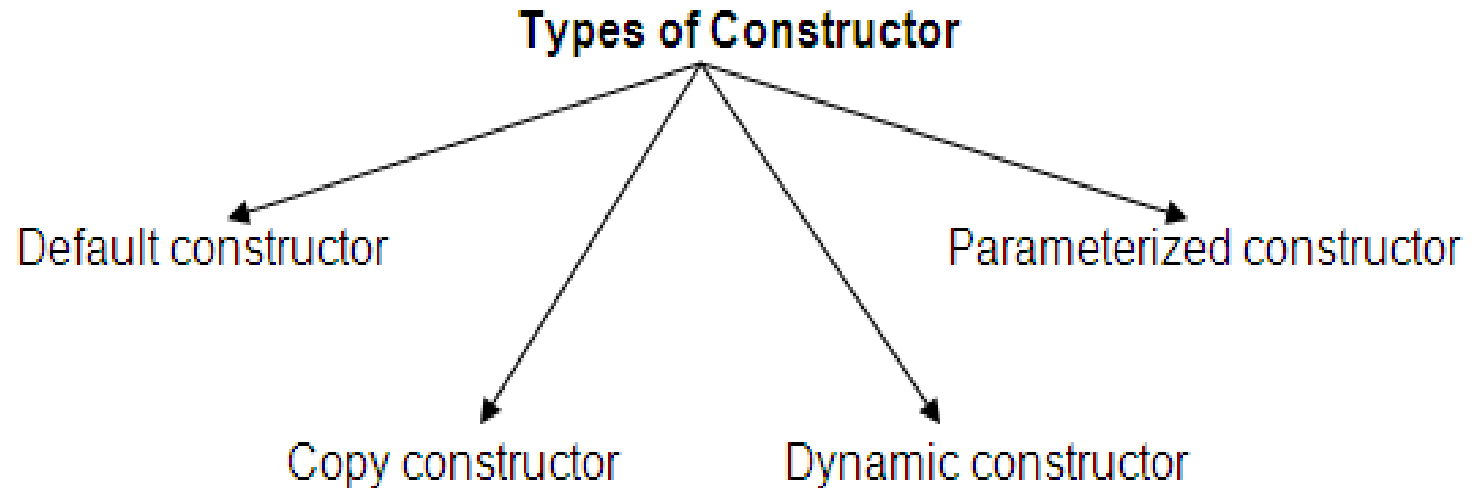 Types of Constructor
Default constructor
Parameterized constructor
Copy constructor
Dynamic constructor